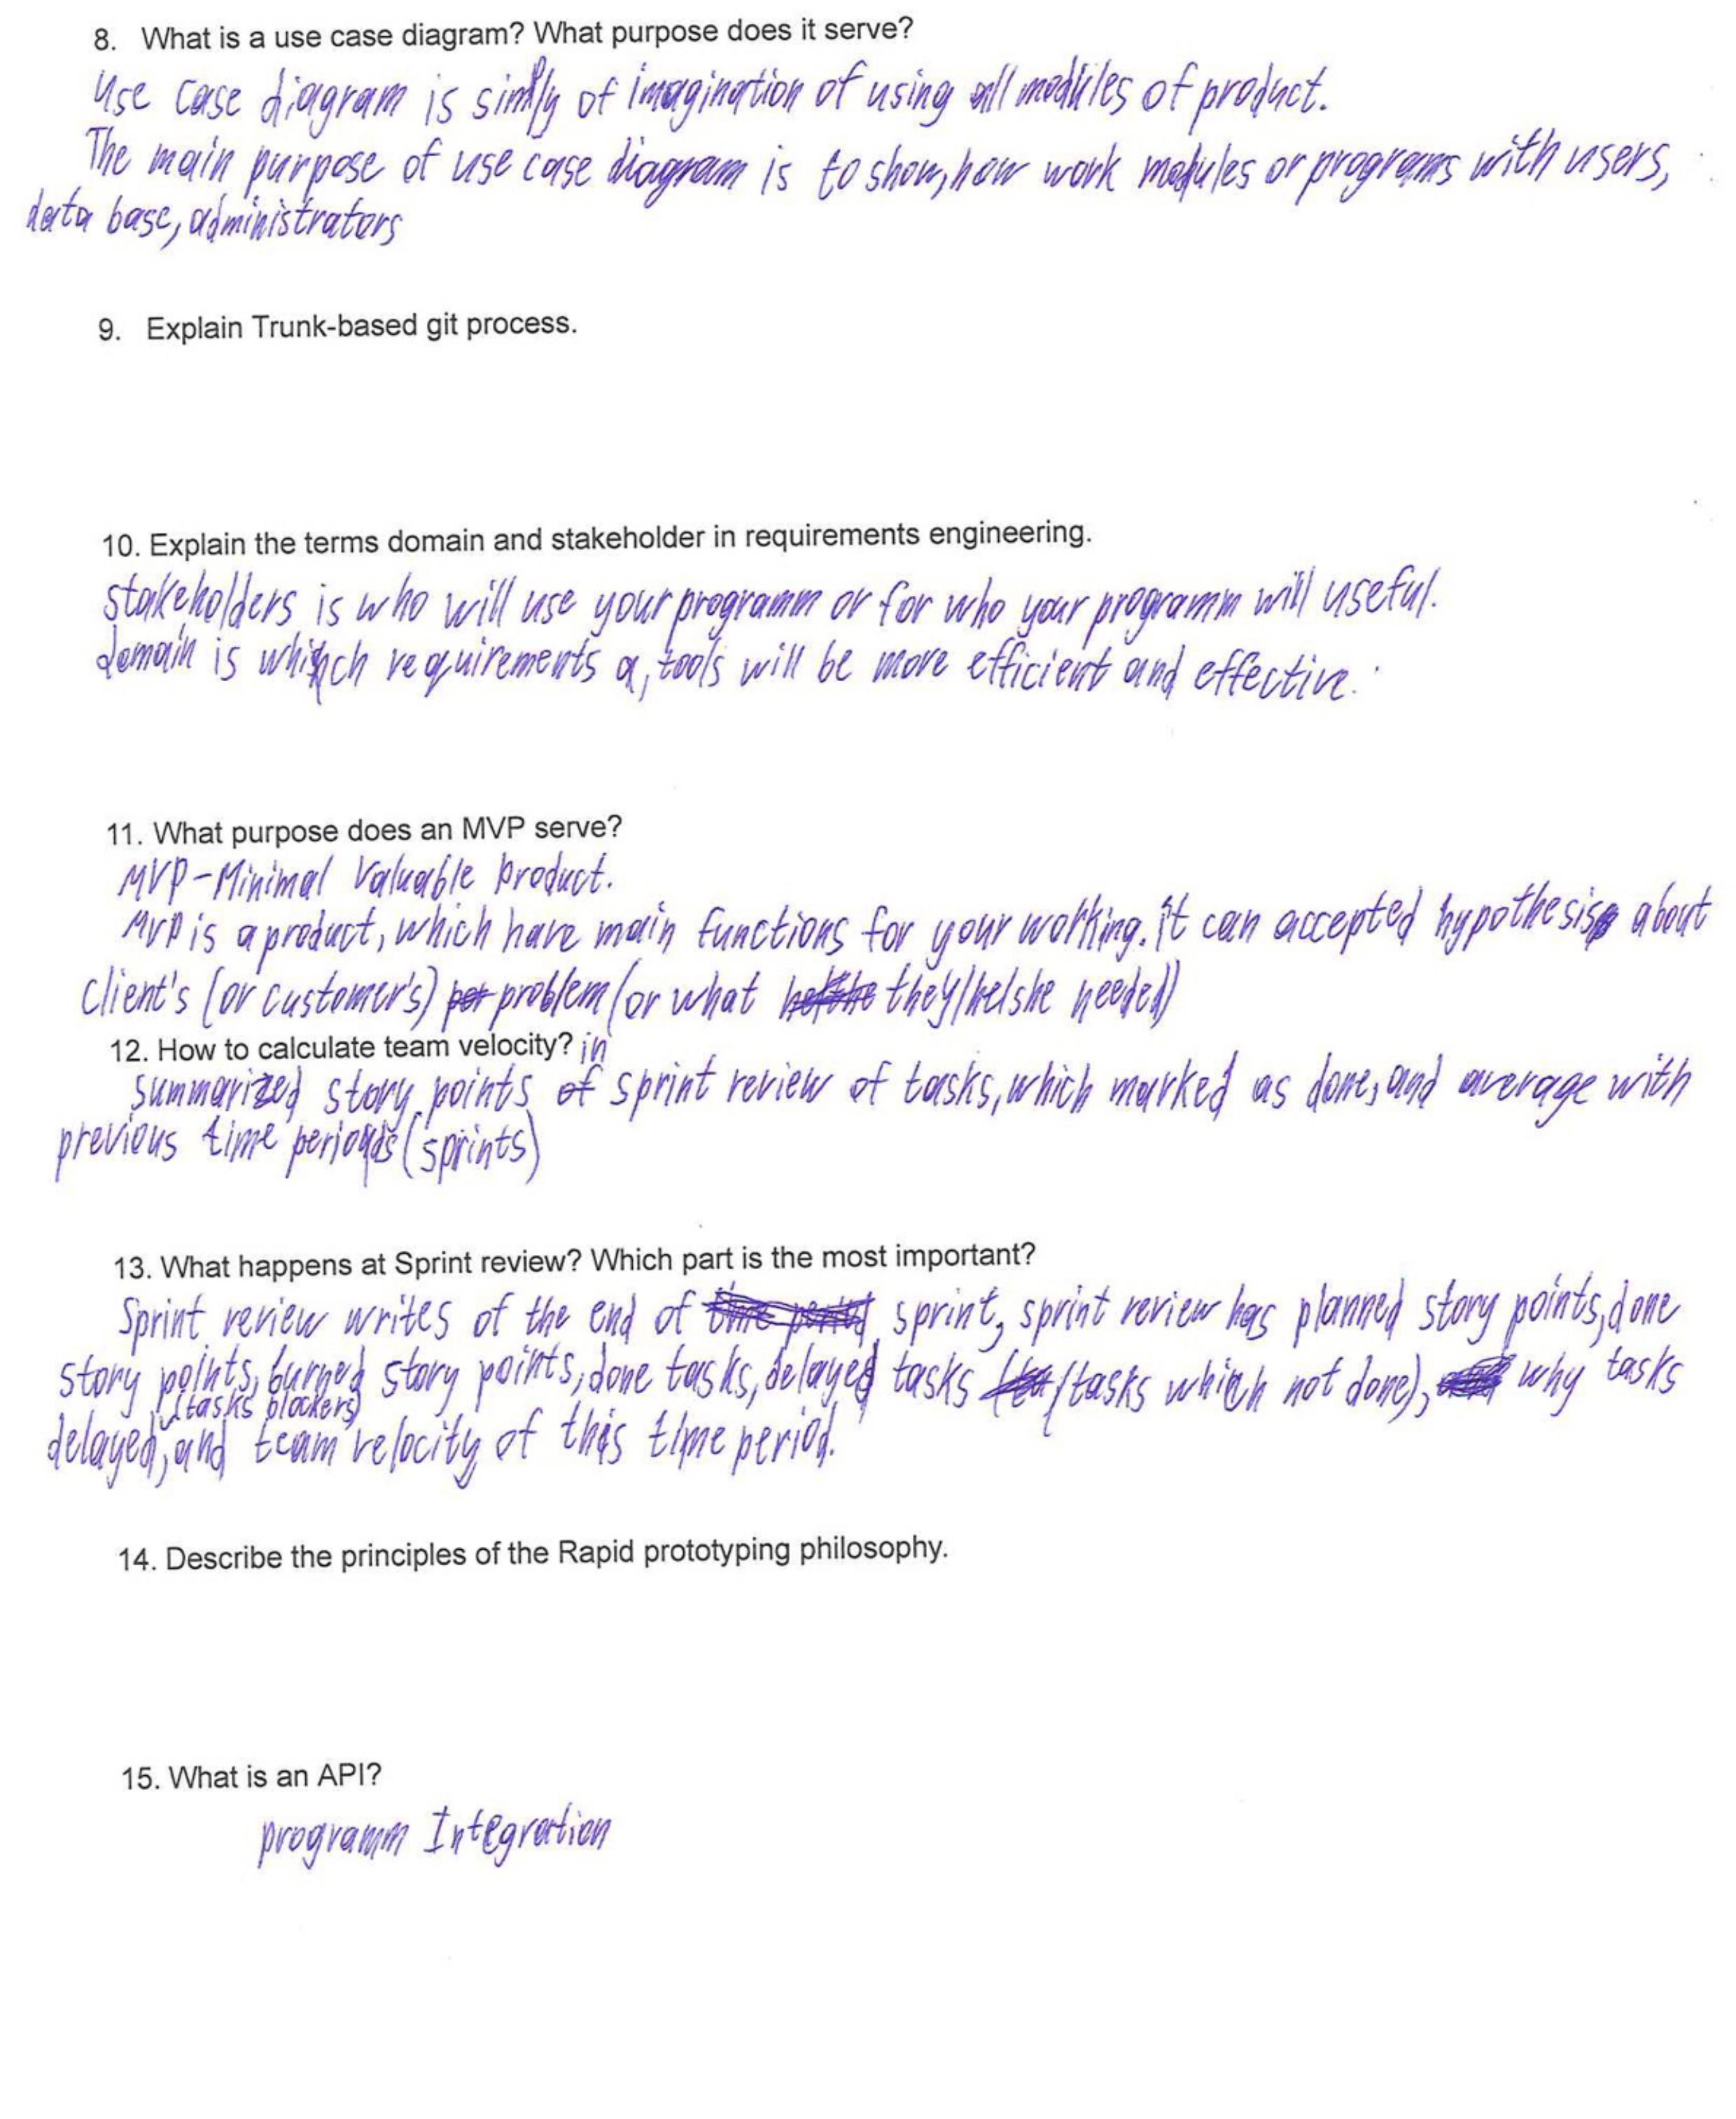 8. What is a use case diagram? What purpose does it serve?
Use case diagram is simply of imagination of using all modules of product.
The main purpose of use case diagram is to show, how work modules or programs with users,
data base, administrators
9. Explain Trunk-based git process.
10. Explain the terms domain and stakeholder in requirements engineering.
stakeholders is who will use your programm or for who your programm will useful.
domain is which requirements a, tools will be more efficient and effective.
11. What purpose does an MVP serve?
MVP-Minimal Valuable Product.
MVP is a product, which have main functions for your working. It can accepted hypothesis about
client's (or customer's) problem (or what they/he/she needed)
12. How to calculate team velocity?
summarized story points in sprint review of tasks, which marked as done, and average with
previous time periods (sprints)
13. What happens at Sprint review? Which part is the most important?
Sprint review writes of the end of sprint, sprint review has planned story points, done
story points, burned story points, done tasks, delayed tasks (tasks which not done), why tasks
delayed (tasks blockers), and team velocity of this time period.
14. Describe the principles of the Rapid prototyping philosophy.
15. What is an API?
programm Integration